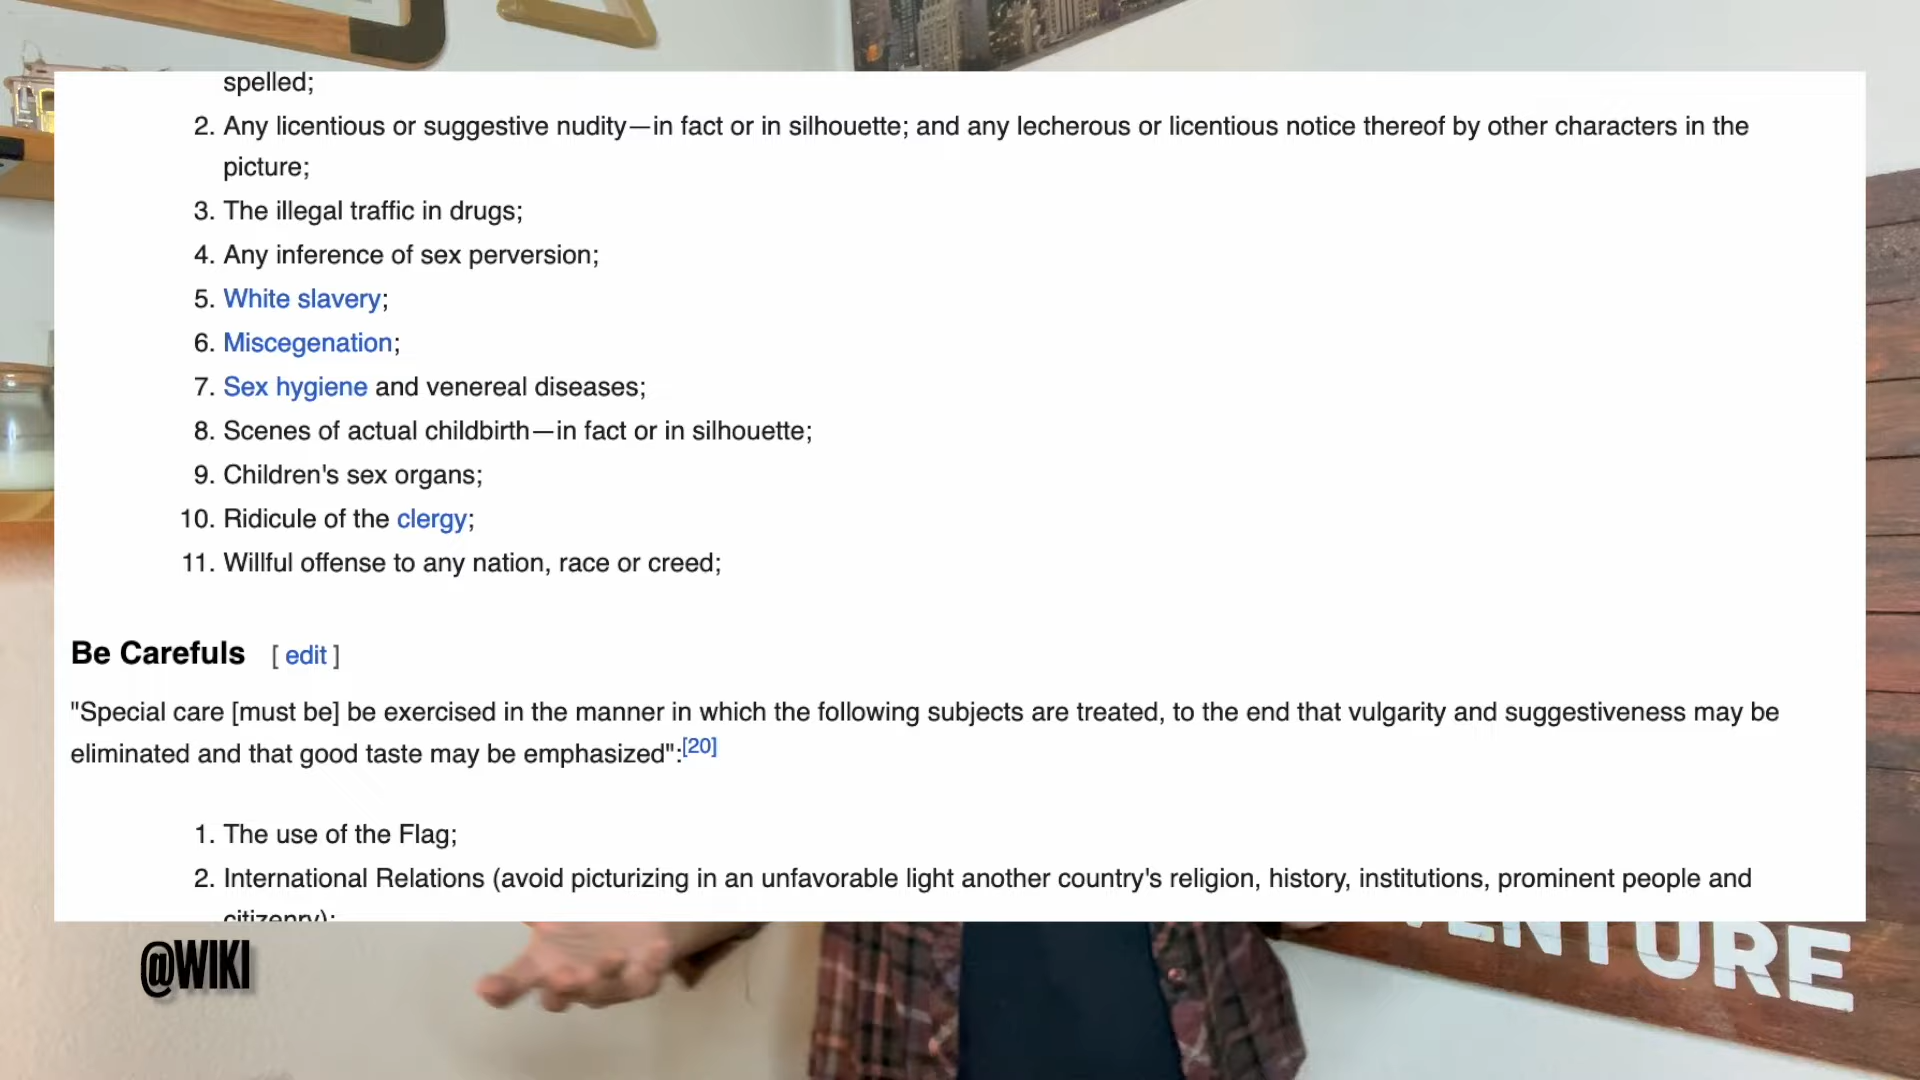 spelled;
2. Any licentious or suggestive nudity—in fact or in silhouette; and any lecherous or licentious notice thereof by other characters in the
picture;
3. The illegal traffic in drugs;
4. Any inference of sex perversion;
5. White slavery;
6. Miscegenation;
7. Sex hygiene and venereal diseases;
8. Scenes of actual childbirth—in fact or in silhouette;
9. Children's sex organs;
10. Ridicule of the clergy;
11. Willful offense to any nation, race or creed;
Be Carefuls [ edit ]
"Special care [must be] be exercised in the manner in which the following subjects are treated, to the end that vulgarity and suggestiveness may be
eliminated and that good taste may be emphasized":[20]
1. The use of the Flag;
2. International Relations (avoid picturizing in an unfavorable light another country's religion, history, institutions, prominent people and
citizenry);
@WIKI
VENTURE